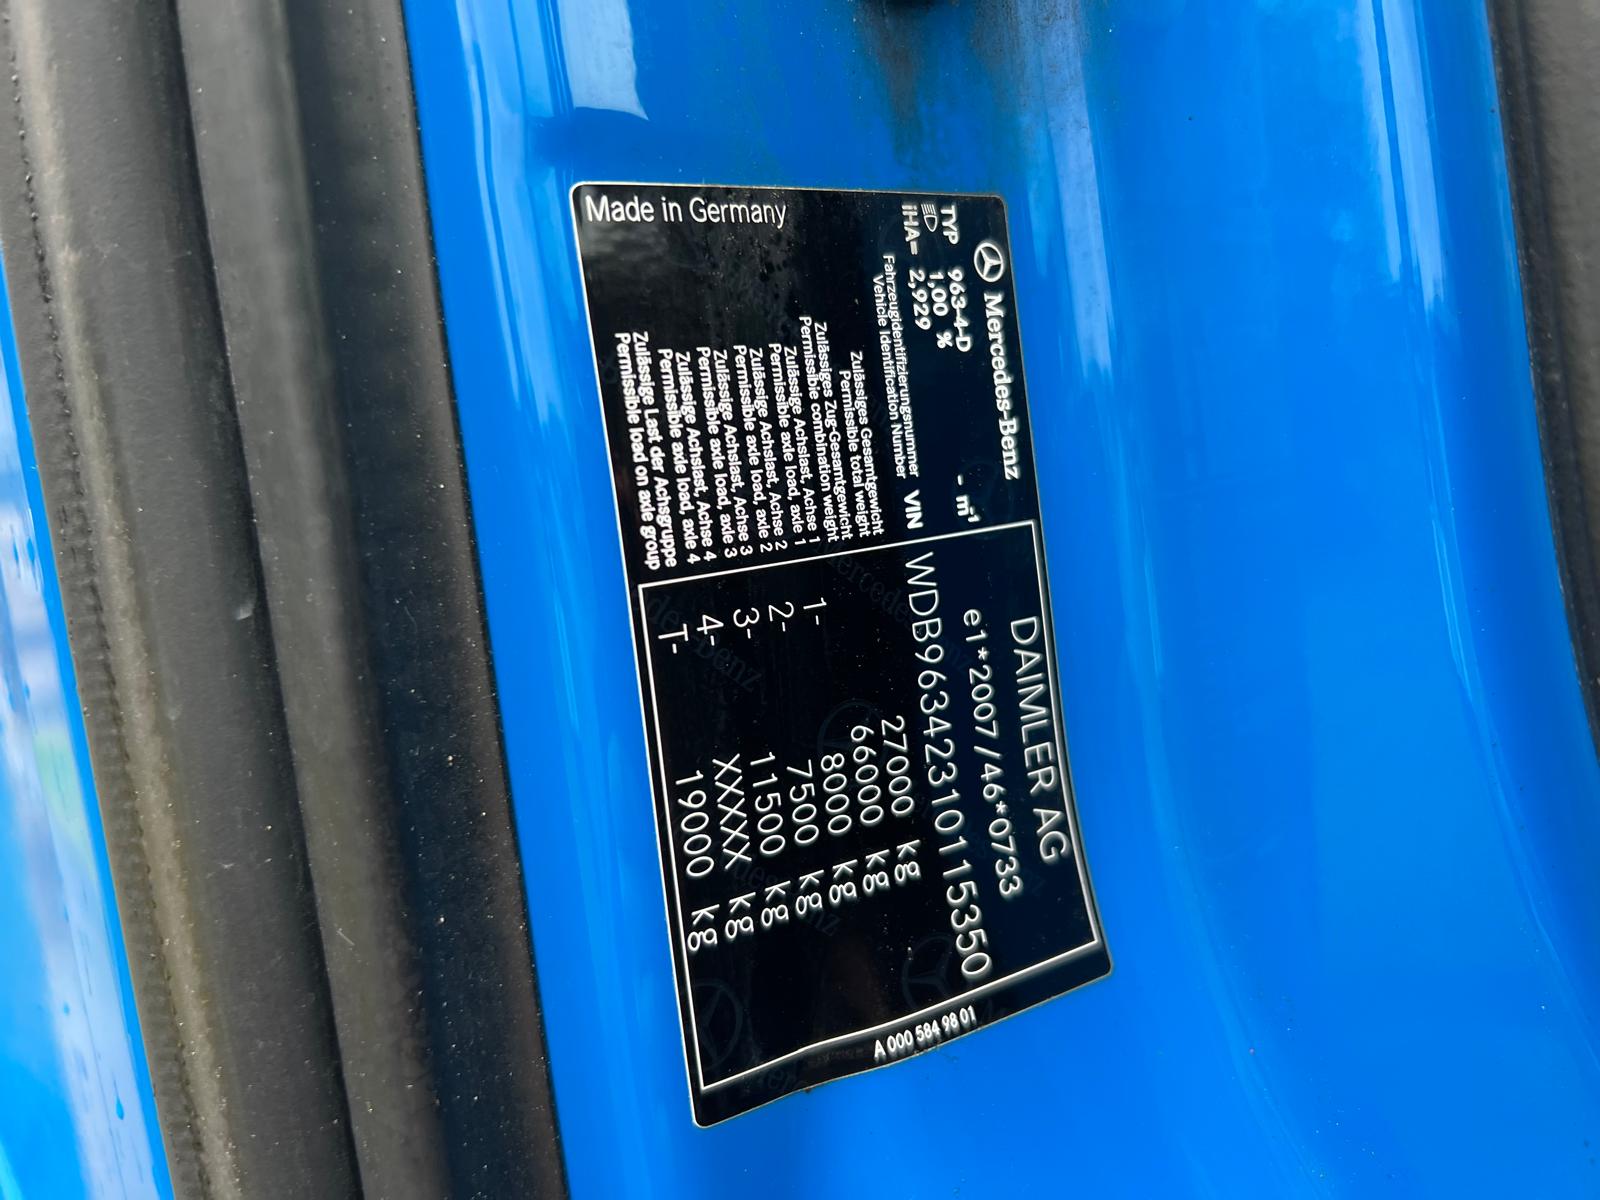 Mercedes-Benz
TYP 963-4-D - m-1
1,00 %
iHA= 2,929
Fahrzeugidentifizierungsnummer
Vehicle Identification Number VIN
Zulässiges Gesamtgewicht
Permissible total weight
Zulässiges Zug-Gesamtgewicht
Permissible combination weight
Zulässige Achslast, Achse 1
Permissible axle load, axle 1
Zulässige Achslast, Achse 2
Permissible axle load, axle 2
Zulässige Achslast, Achse 3
Permissible axle load, axle 3
Zulässige Achslast, Achse 4
Permissible axle load, axle 4
Zulässige Last der Achsgruppe
Permissible load on axle group
Made in Germany
DAIMLER AG
e1*2007/46*0733
WDB96342310115350
27000 kg
66000 kg
1- 8000 kg
2- 7500 kg
3- 11500 kg
4- XXXXX kg
T- 19000 kg
A 000 584 98 01